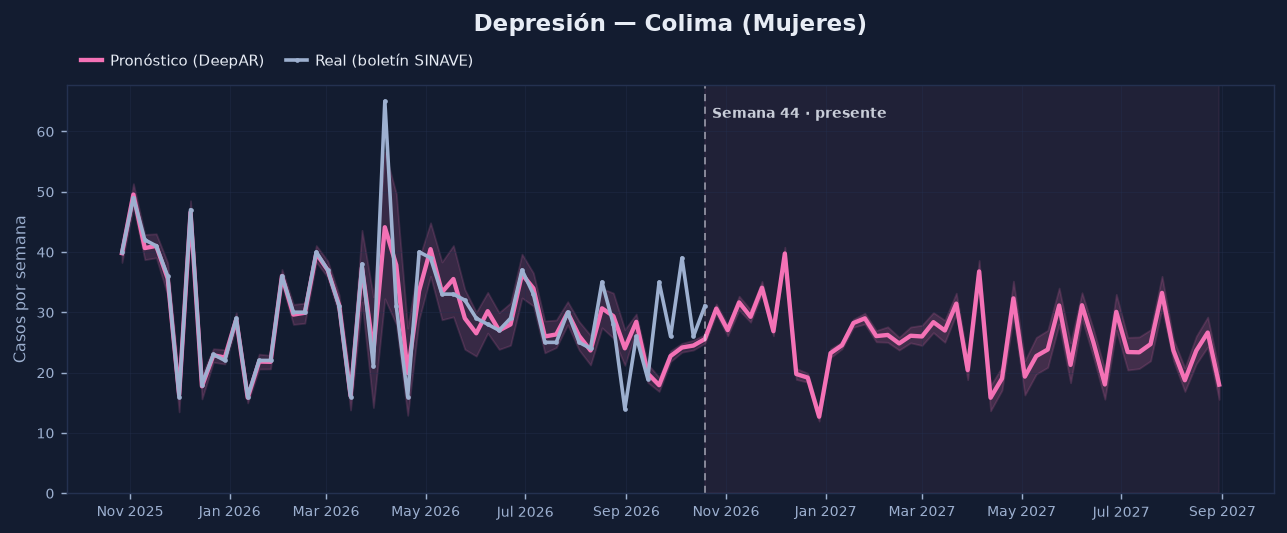 Depresión — Colima (Mujeres)
Pronóstico (DeepAR)
Real (boletín SINAVE)
Semana 44 · presente
Casos por semana
60
50
40
30
20
10
0
Nov 2025
Jan 2026
Mar 2026
May 2026
Jul 2026
Sep 2026
Nov 2026
Jan 2027
Mar 2027
May 2027
Jul 2027
Sep 2027